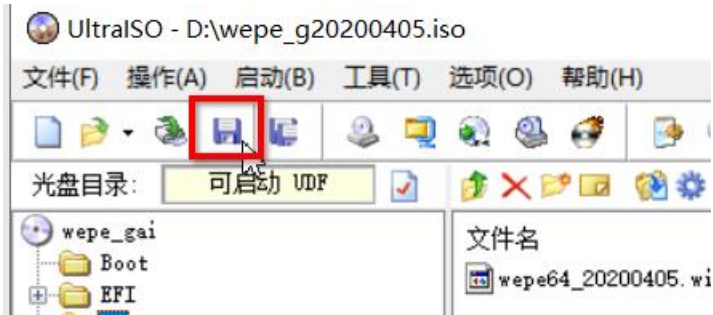 UltraISO - D:\wepe_g20200405.iso
文件(F) 操作(A) 启动(B) 工具(T) 选项(O) 帮助(H)
光盘目录: 可启动 UDF
wepe_gai
文件名
Boot
wepe64_20200405.wi
EFI